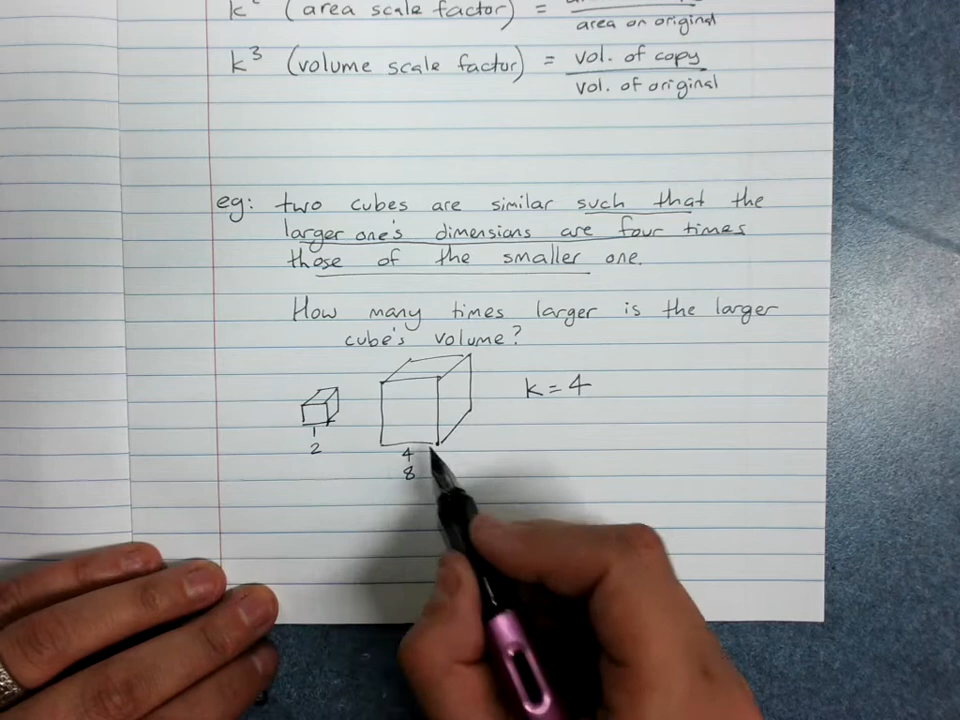 k² (area scale factor) =
area on original
k³ (volume scale factor) = vol. of copy
vol. of original
eg: two cubes are similar such that the
larger one's dimensions are four times
those of the smaller one.
How many times larger is the larger
cube's volume?
k = 4
1 4
2 8